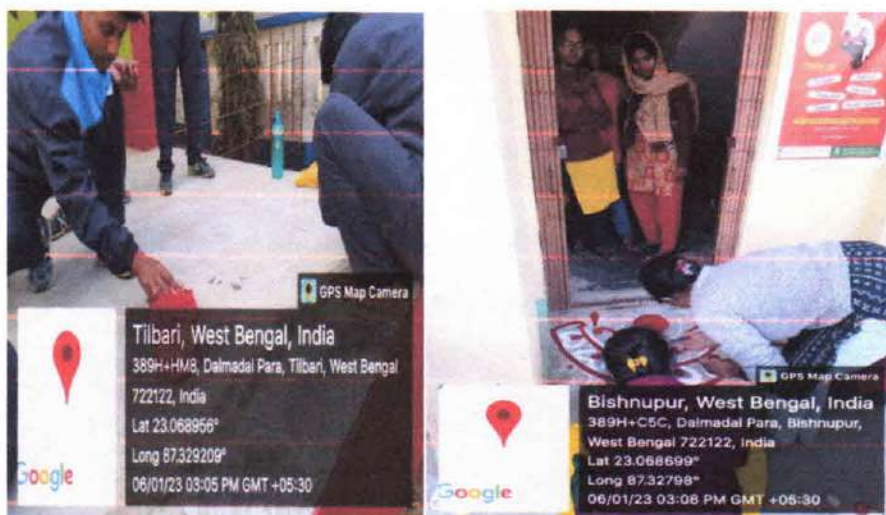 GPS Map Camera
Tilbari, West Bengal, India
389H+HM8, Dalmadal Para, Tilbari, West Bengal
722122, India
Lat 23.068956°
Long 87.329209°
06/01/23 03:05 PM GMT +05:30
Google
GPS Map Camera
Bishnupur, West Bengal, India
389H+C5C, Dalmadal Para, Bishnupur,
West Bengal 722122, India
Lat 23.068699°
Long 87.32798°
06/01/23 03:08 PM GMT +05:30
Google